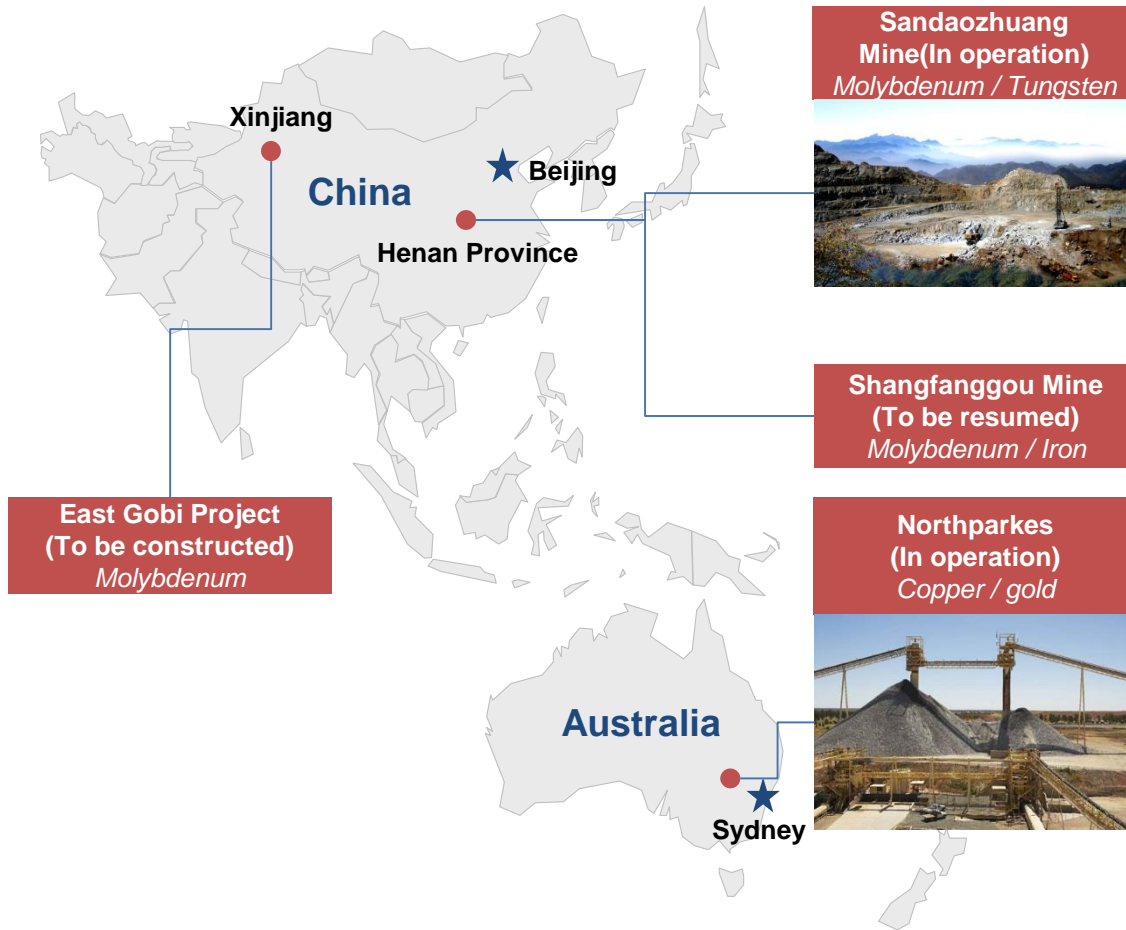 Sandaozhuang
Mine(In operation)
Molybdenum / Tungsten
Xinjiang
Beijing
China
Henan Province
Shangfanggou Mine
(To be resumed)
Molybdenum / Iron
East Gobi Project
(To be constructed)
Molybdenum
Northparkes
(In operation)
Copper / gold
Australia
Sydney